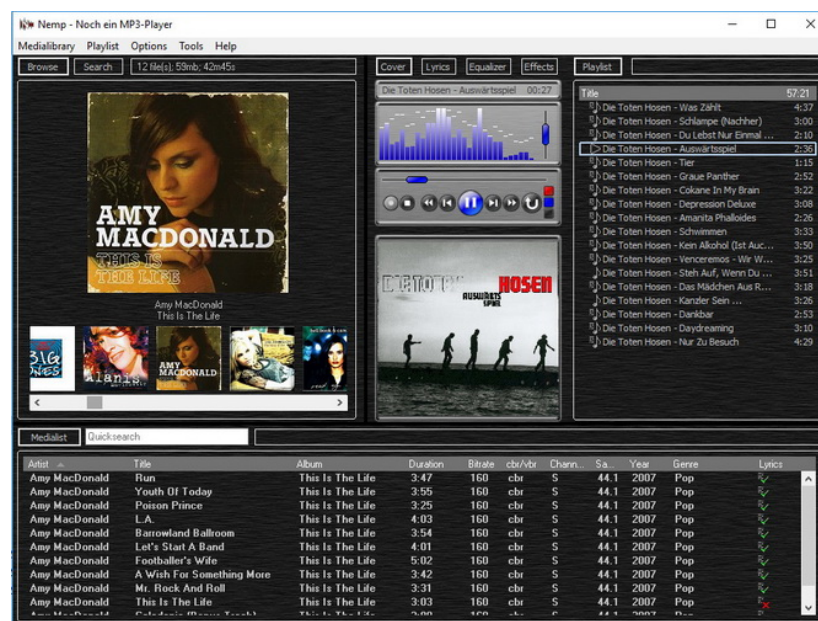 Nemp - Noch ein MP3-Player
Medialibrary Playlist Options Tools Help
Browse Search 12 file(s); 59mb; 42m45s
AMY
MACDONALD
THIS IS
THE LIFE
Amy MacDonald
This Is The Life
BIG
ONES
Alanis
AMY
MACDONALD
Cover Lyrics Equalizer Effects
Die Toten Hosen - Auswärtsspiel 00:27
DIE TOTEN HOSEN
AUSWÄRTS
SPIEL
Playlist
Title 57:21
Die Toten Hosen - Was Zählt 4:37
Die Toten Hosen - Schlampe (Nachher) 3:00
Die Toten Hosen - Du Lebst Nur Einmal ... 2:10
Die Toten Hosen - Auswärtsspiel 2:36
Die Toten Hosen - Tier 1:15
Die Toten Hosen - Graue Panther 2:52
Die Toten Hosen - Cokane In My Brain 3:22
Die Toten Hosen - Depression Deluxe 3:08
Die Toten Hosen - Amanita Phalloides 2:26
Die Toten Hosen - Schwimmen 3:33
Die Toten Hosen - Kein Alkohol (Ist Auc... 3:50
Die Toten Hosen - Venceremos - Wir W... 3:25
Die Toten Hosen - Steh Auf, Wenn Du ... 3:51
Die Toten Hosen - Das Mädchen Aus R... 3:18
Die Toten Hosen - Kanzler Sein ... 3:26
Die Toten Hosen - Dankbar 2:53
Die Toten Hosen - Daydreaming 3:10
Die Toten Hosen - Nur Zu Besuch 4:29
Medialist Quicksearch
Artist Title Album Duration Bitrate cbr/vbr Chann... Sa... Year Genre Lyrics
Amy MacDonald Run This Is The Life 3:47 160 cbr S 44.1 2007 Pop
Amy MacDonald Youth Of Today This Is The Life 3:55 160 cbr S 44.1 2007 Pop
Amy MacDonald Poison Prince This Is The Life 3:25 160 cbr S 44.1 2007 Pop
Amy MacDonald L.A. This Is The Life 4:03 160 cbr S 44.1 2007 Pop
Amy MacDonald Barrowland Ballroom This Is The Life 3:54 160 cbr S 44.1 2007 Pop
Amy MacDonald Let's Start A Band This Is The Life 4:01 160 cbr S 44.1 2007 Pop
Amy MacDonald Footballer's Wife This Is The Life 5:02 160 cbr S 44.1 2007 Pop
Amy MacDonald A Wish For Something More This Is The Life 3:42 160 cbr S 44.1 2007 Pop
Amy MacDonald Mr. Rock And Roll This Is The Life 3:31 160 cbr S 44.1 2007 Pop
Amy MacDonald This Is The Life This Is The Life 3:03 160 cbr S 44.1 2007 Pop